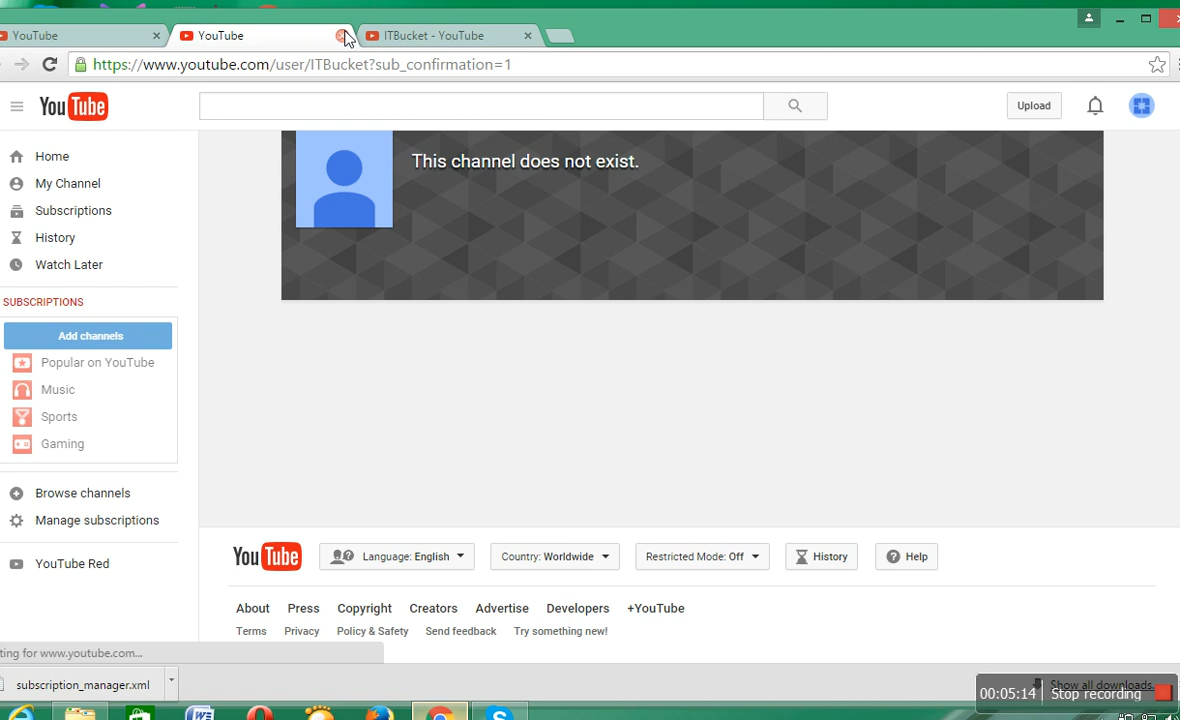 YouTube
YouTube
ITBucket - YouTube
https://www.youtube.com/user/ITBucket?sub_confirmation=1
YouTube
Upload
This channel does not exist.
Home
My Channel
Subscriptions
History
Watch Later
SUBSCRIPTIONS
Add channels
Popular on YouTube
Music
Sports
Gaming
Browse channels
Manage subscriptions
YouTube Red
YouTube
Language: English
Country: Worldwide
Restricted Mode: Off
History
Help
About Press Copyright Creators Advertise Developers +YouTube
Terms Privacy Policy & Safety Send feedback Try something new!
ting for www.youtube.com...
subscription_manager.xml
Show all downloads...
00:05:14 Stop recording